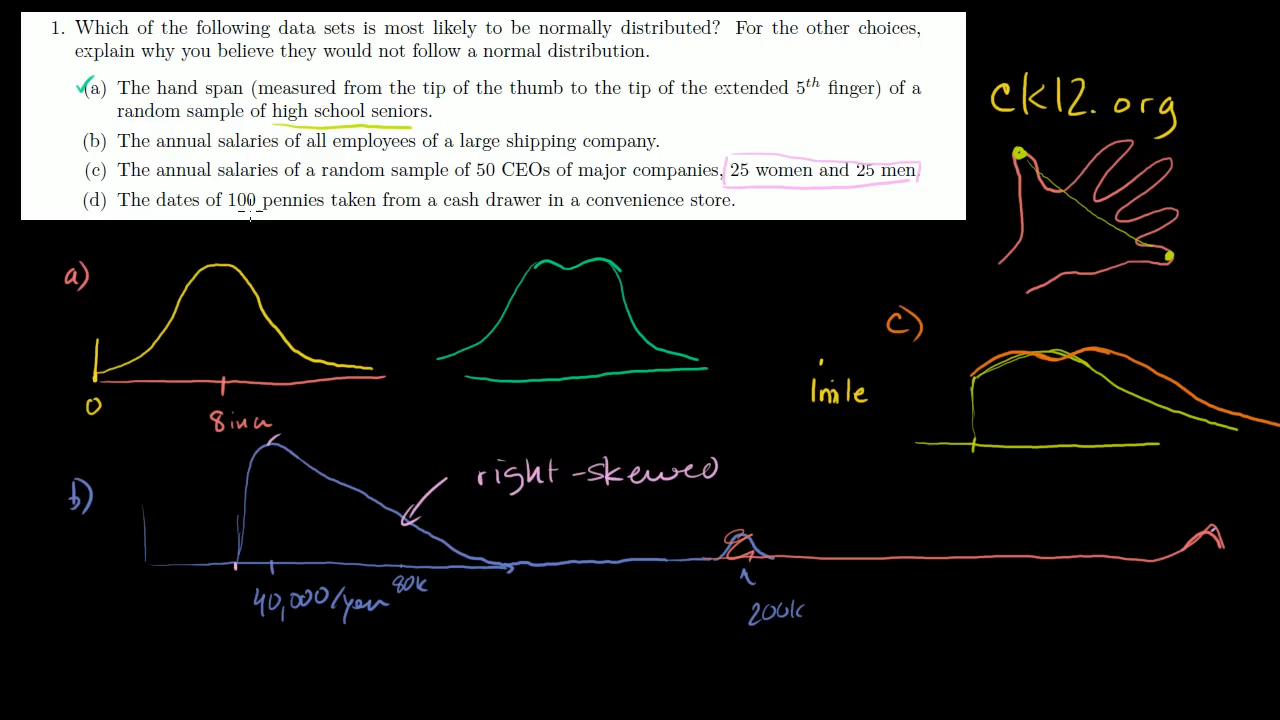 1. Which of the following data sets is most likely to be normally distributed? For the other choices,
explain why you believe they would not follow a normal distribution.
(a) The hand span (measured from the tip of the thumb to the tip of the extended 5th finger) of a
random sample of high school seniors.
(b) The annual salaries of all employees of a large shipping company.
(c) The annual salaries of a random sample of 50 CEOs of major companies, 25 women and 25 men.
(d) The dates of 100 pennies taken from a cash drawer in a convenience store.
ck12.org
a)
c)
0
8in
1mile
b)
right-skewed
40,000/year
80k
200k